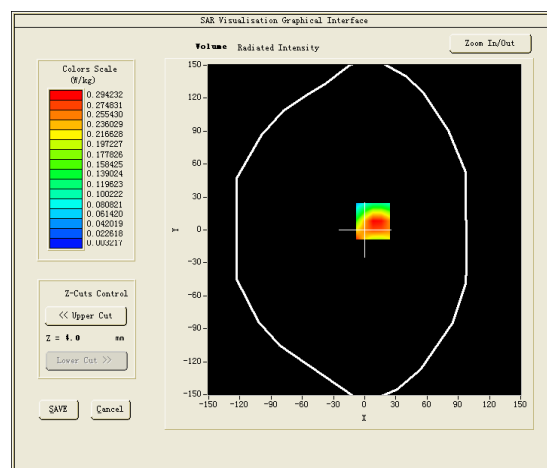 SAR Visualisation Graphical Interface
Volume Radiated Intensity
Zoom In/Out
Colors Scale
(W/kg)
0.294232
0.274831
0.255430
0.236029
0.216628
0.197227
0.177826
0.158425
0.139024
0.119623
0.100222
0.080821
0.061420
0.042019
0.022618
0.003217
Z-Cuts Control
<< Upper Cut
Z = 4.0 mm
Lower Cut >>
SAVE
Cancel
150
120
90
60
30
0
-30
-60
-90
-120
-150
Y
-150 -120 -90 -60 -30 0 30 60 90 120 150
X